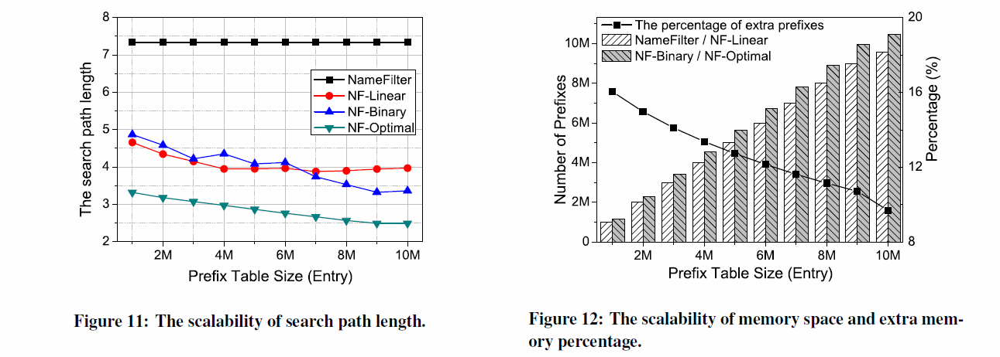 8
7
6
5
4
3
2
The search path length
NameFilter
NF-Linear
NF-Binary
NF-Optimal
2M
4M
6M
8M
10M
Prefix Table Size (Entry)
Figure 11: The scalability of search path length.
10M
8M
6M
4M
2M
0
Number of Prefixes
The percentage of extra prefixes
NameFilter / NF-Linear
NF-Binary / NF-Optimal
20
16
12
8
Percentage (%)
2M
4M
6M
8M
10M
Prefix Table Size (Entry)
Figure 12: The scalability of memory space and extra mem-
ory percentage.